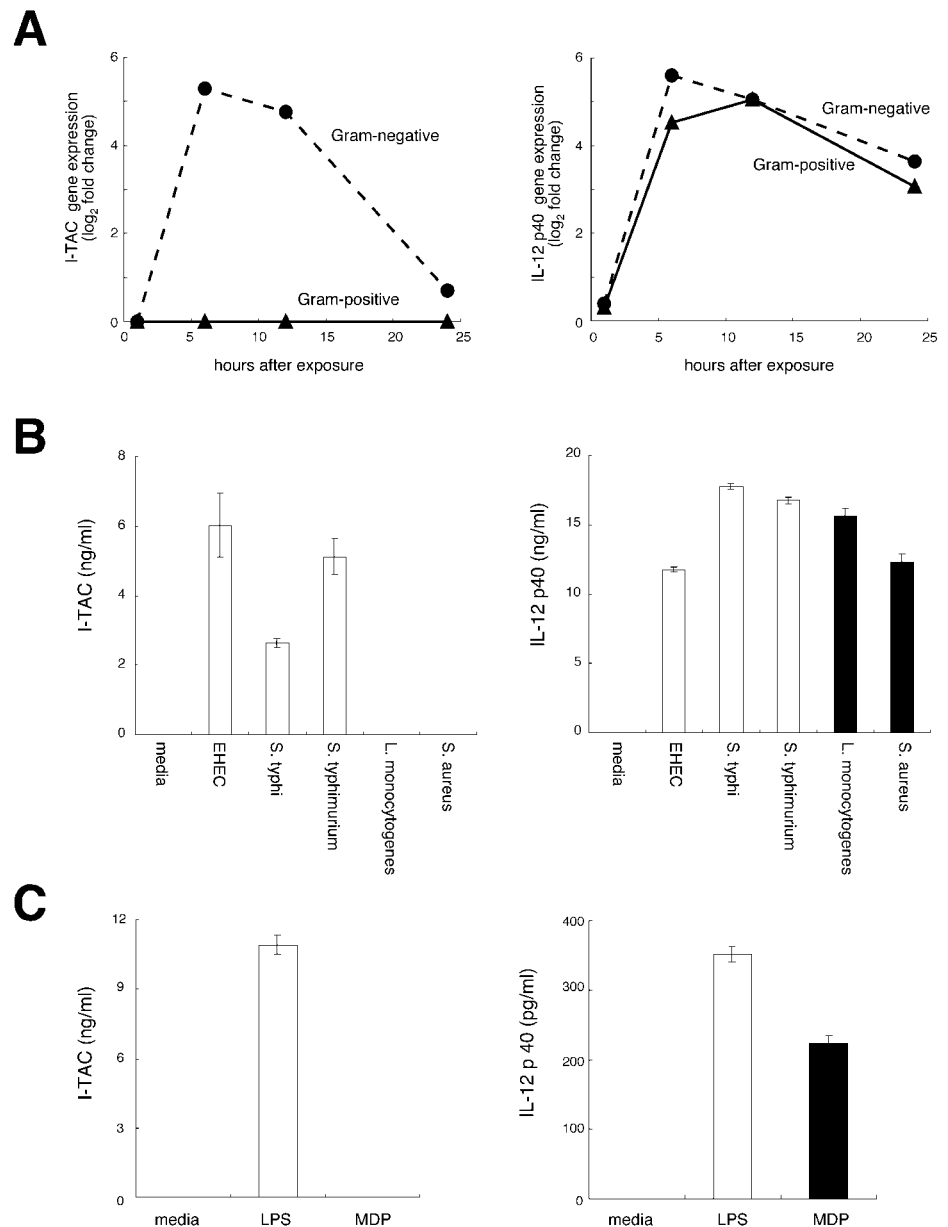 A
I-TAC gene expression
(log2 fold change)
6
4
2
0
Gram-negative
Gram-positive
0 5 10 15 20 25
hours after exposure
IL-12 p40 gene expression
(log2 fold change)
6
4
2
0
Gram-negative
Gram-positive
0 5 10 15 20 25
hours after exposure
B
I-TAC (ng/ml)
8
6
4
2
0
media
EHEC
S. typhi
S. typhimurium
L. monocytogenes
S. aureus
IL-12 p40 (ng/ml)
20
15
10
5
0
media
EHEC
S. typhi
S. typhimurium
L. monocytogenes
S. aureus
C
I-TAC (ng/ml)
12
9
6
3
0
media LPS MDP
IL-12 p 40 (pg/ml)
400
300
200
100
0
media LPS MDP